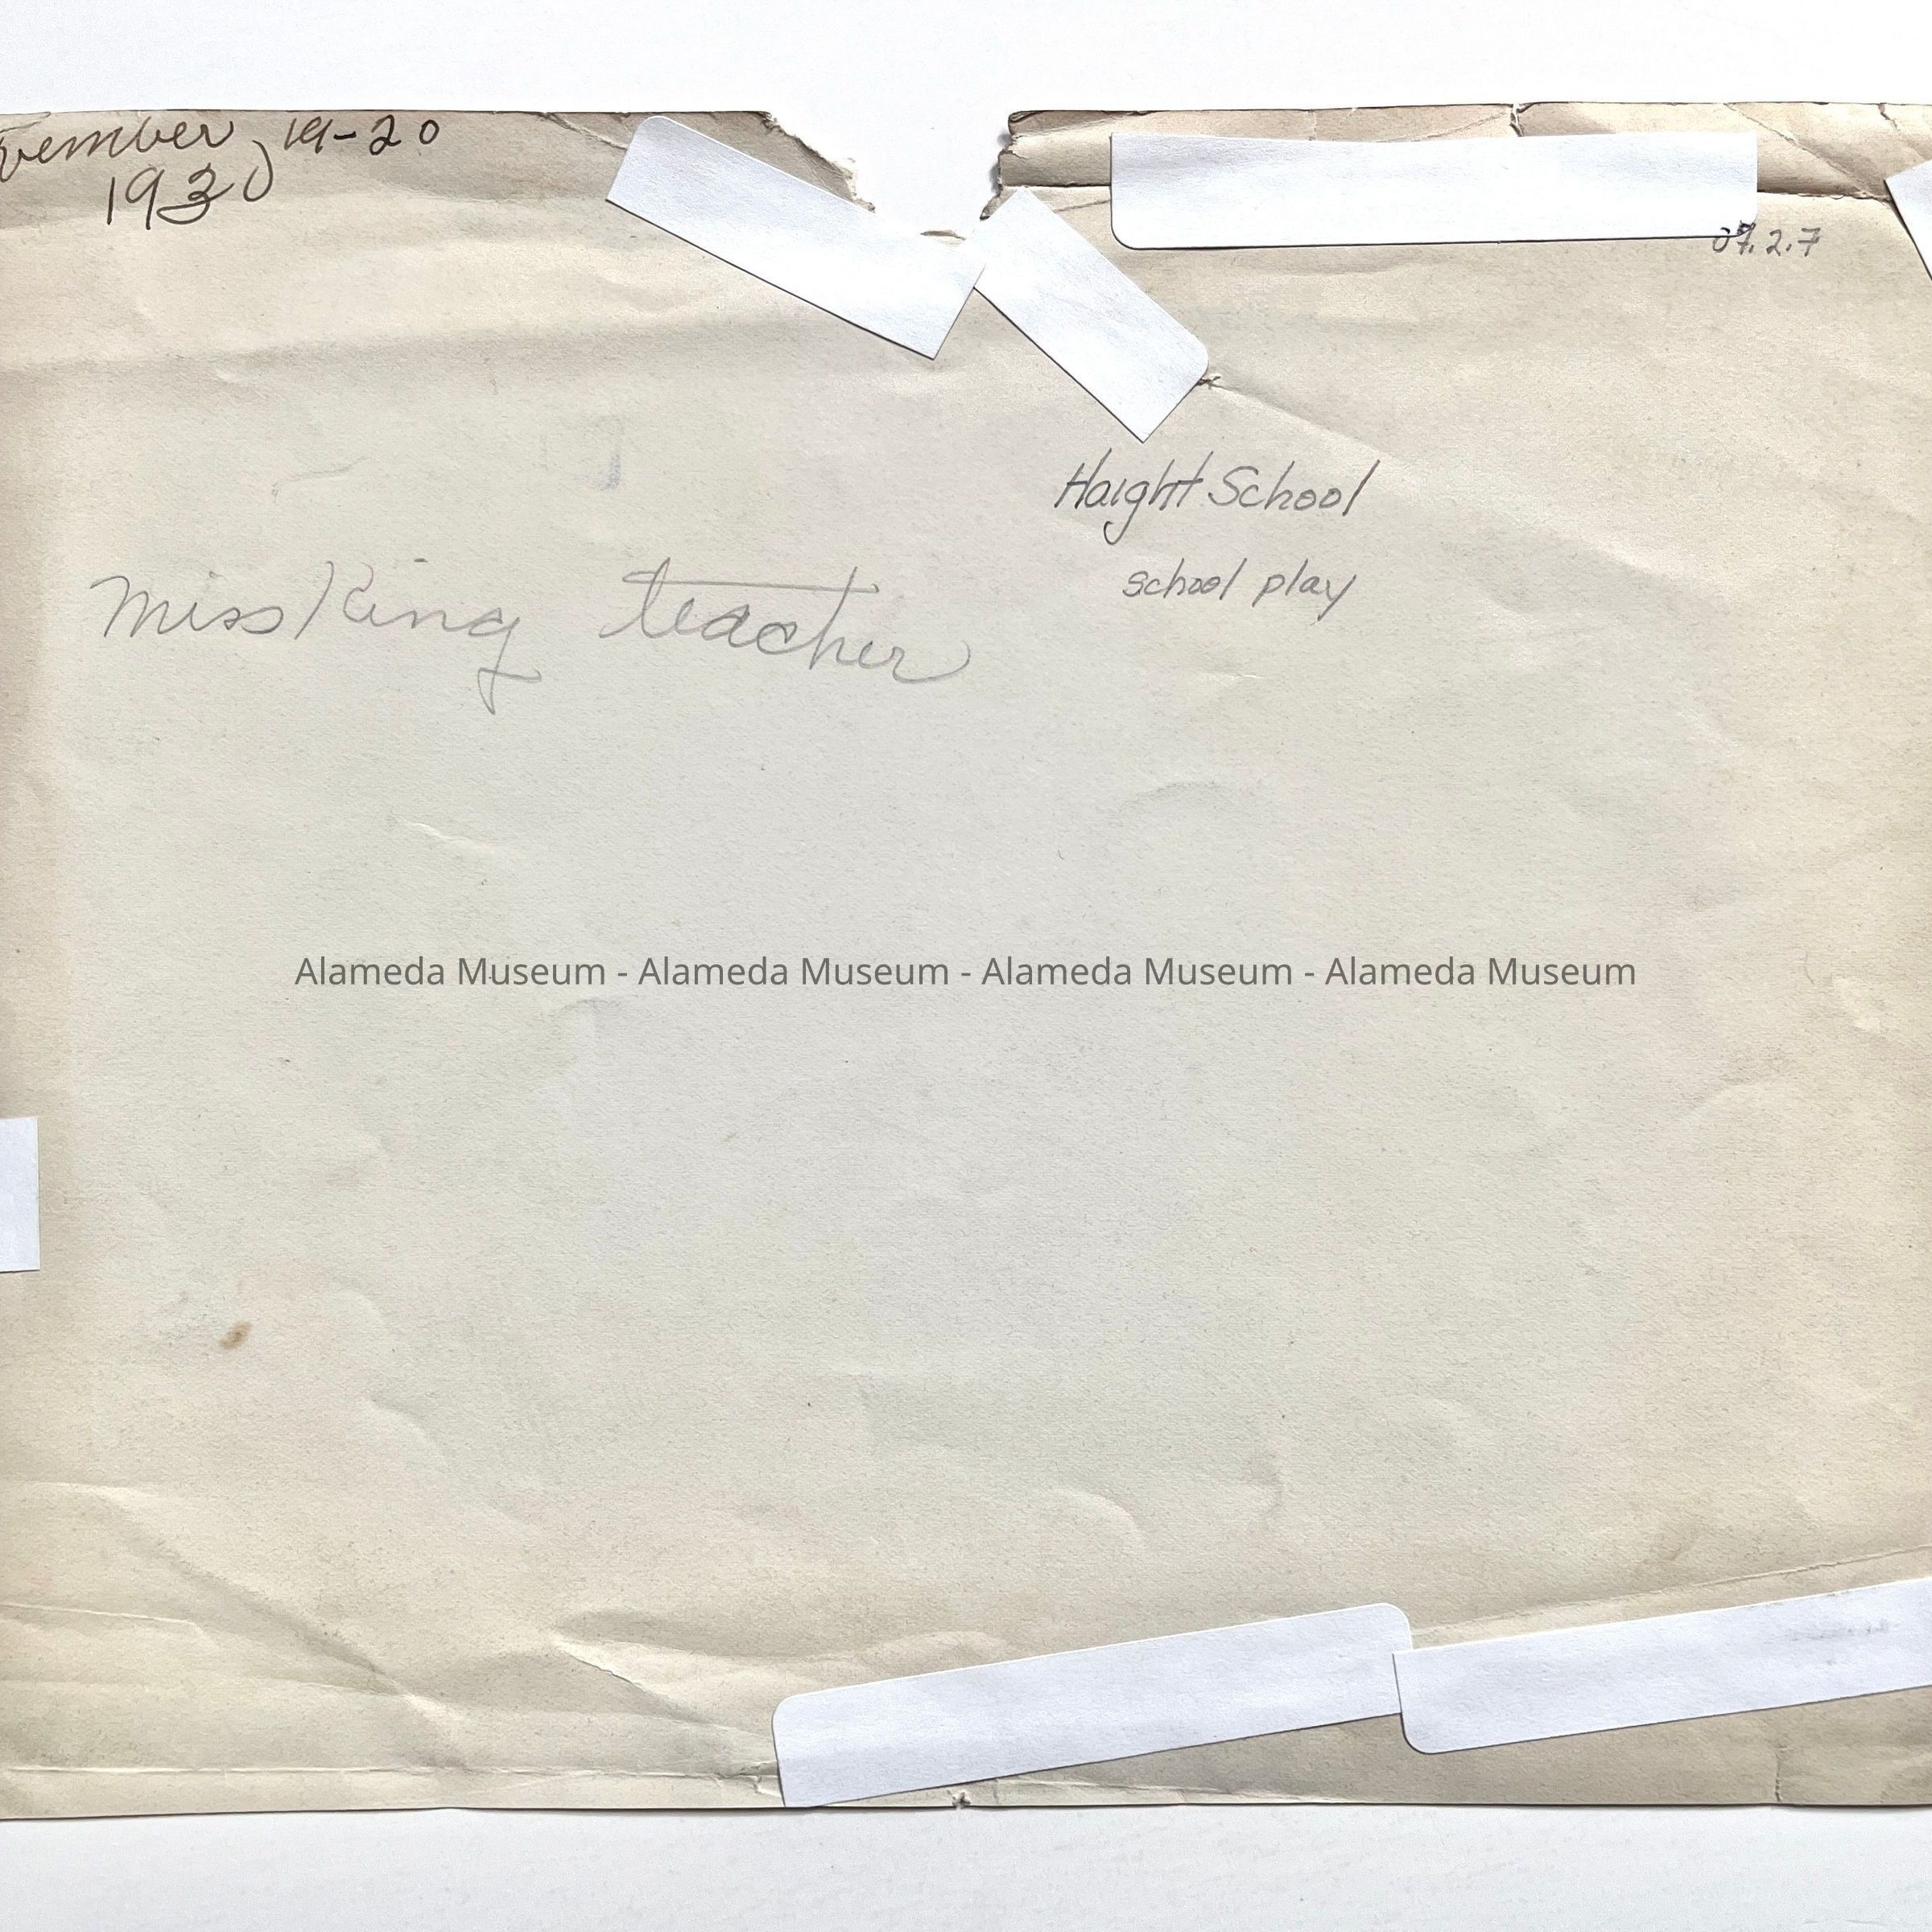 vember 19-20
1930
07.2.7
Haight School
school play
Miss King teacher
Alameda Museum - Alameda Museum - Alameda Museum - Alameda Museum